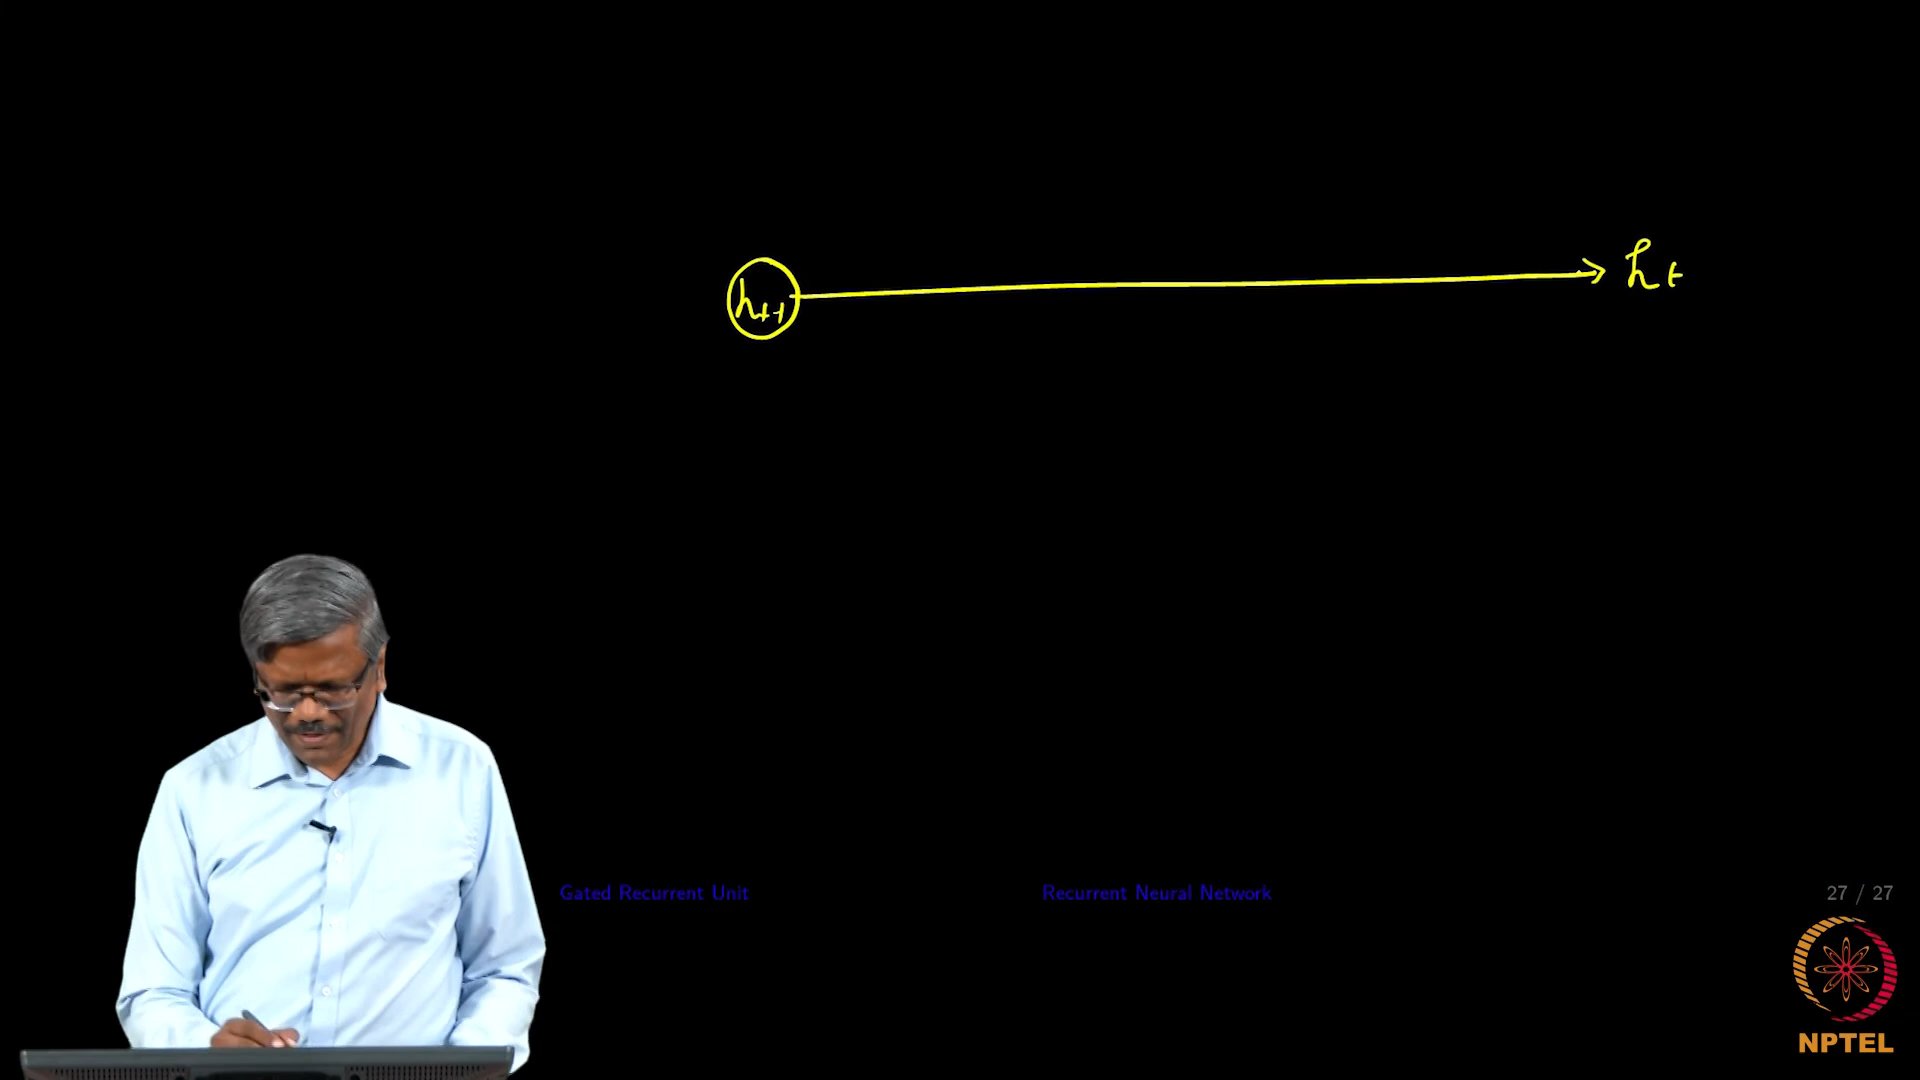 h_{t-1}
h_t
Gated Recurrent Unit
Recurrent Neural Network
27 / 27
NPTEL